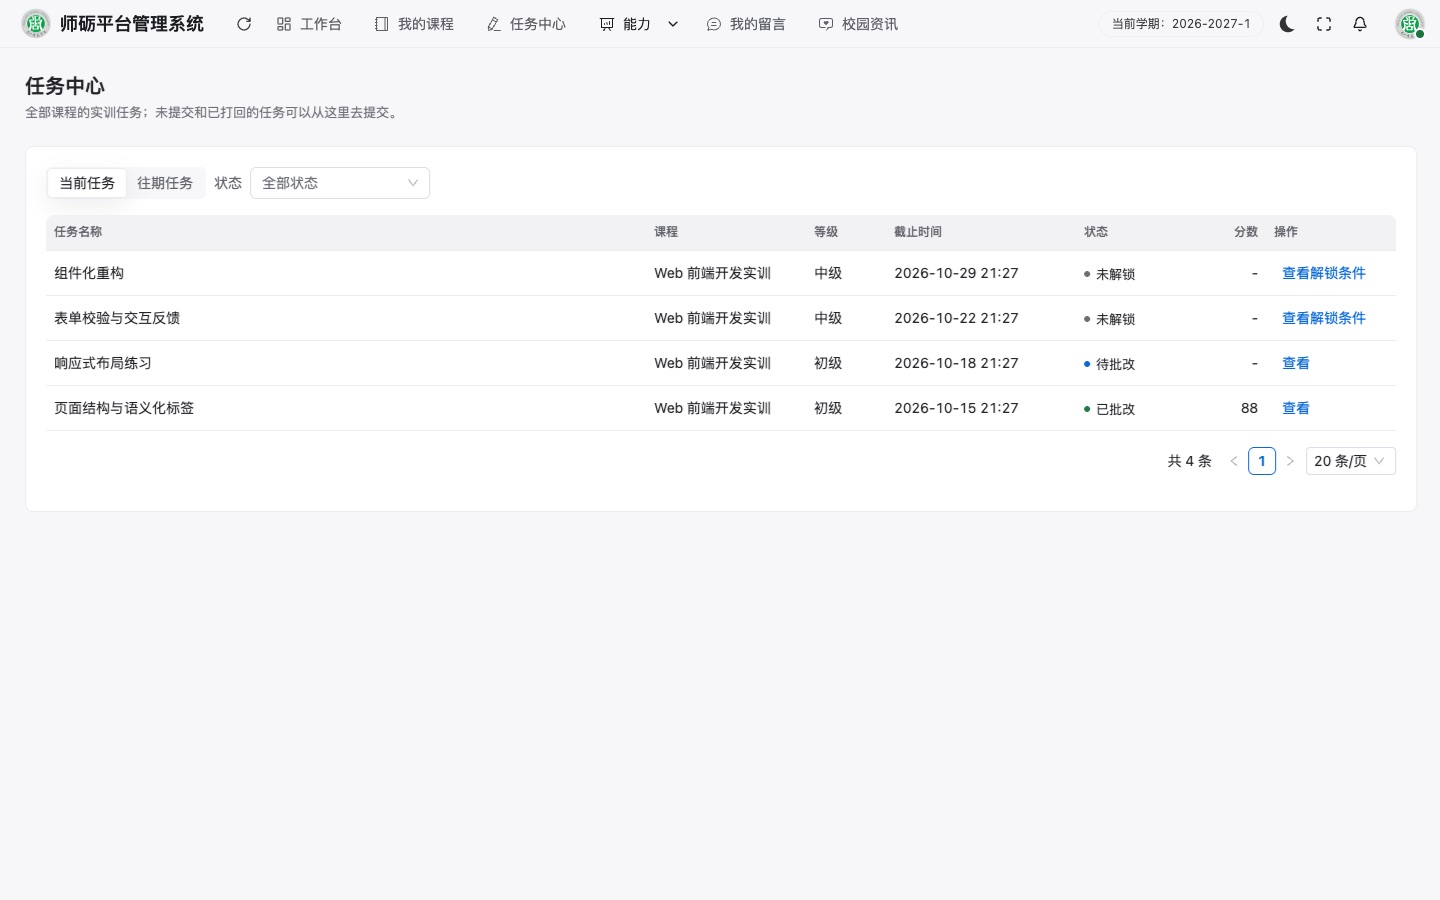 师砺平台管理系统 工作台 我的课程 任务中心 能力 我的留言 校园资讯 当前学期：2026-2027-1
任务中心
全部课程的实训任务；未提交和已打回的任务可以从这里去提交。
当前任务 往期任务 状态 全部状态
任务名称 课程 等级 截止时间 状态 分数 操作
组件化重构 Web 前端开发实训 中级 2026-10-29 21:27 未解锁 - 查看解锁条件
表单校验与交互反馈 Web 前端开发实训 中级 2026-10-22 21:27 未解锁 - 查看解锁条件
响应式布局练习 Web 前端开发实训 初级 2026-10-18 21:27 待批改 - 查看
页面结构与语义化标签 Web 前端开发实训 初级 2026-10-15 21:27 已批改 88 查看
共 4 条 < 1 > 20 条/页